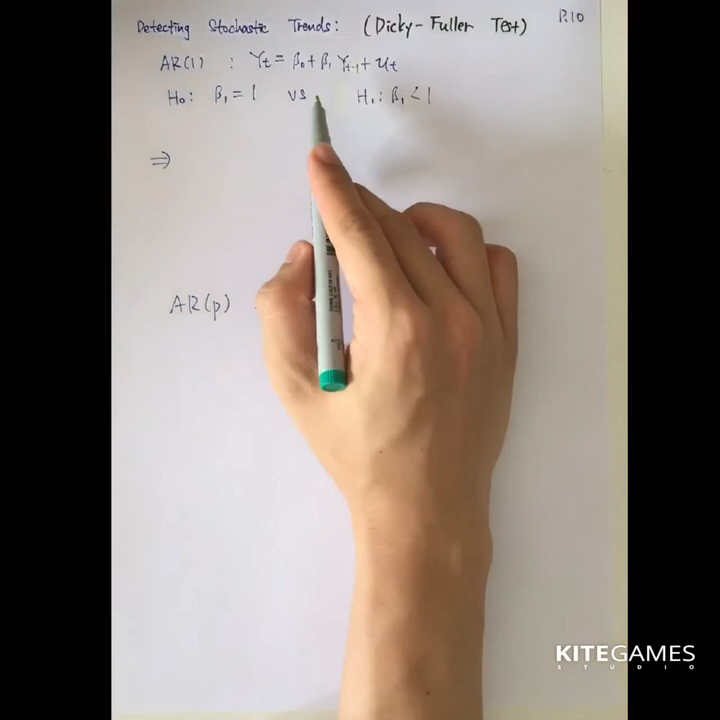 Detecting Stochastic Trends: (Dicky-Fuller Test) P.10
AR(1) : Yt = β0 + β1 Yt-1 + ut
H0: β1 = 1 vs H1: β1 < 1
⇒
AR(p)
KITEGAMES
STUDIO